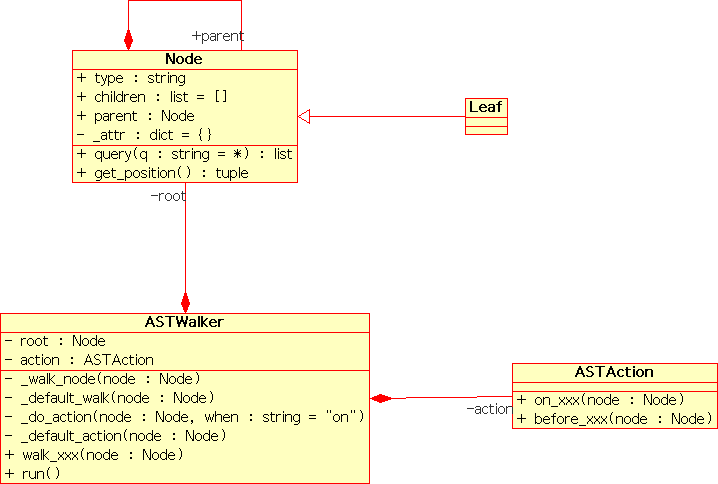 +parent
Node
+ type : string
+ children : list = []
+ parent : Node
- _attr : dict = {}
+ query(q : string = *) : list
+ get_position() : tuple
Leaf
-root
ASTWalker
- root : Node
- action : ASTAction
- _walk_node(node : Node)
- _default_walk(node : Node)
- _do_action(node : Node, when : string = "on")
- _default_action(node : Node)
+ walk_xxx(node : Node)
+ run()
-action
ASTAction
+ on_xxx(node : Node)
+ before_xxx(node : Node)